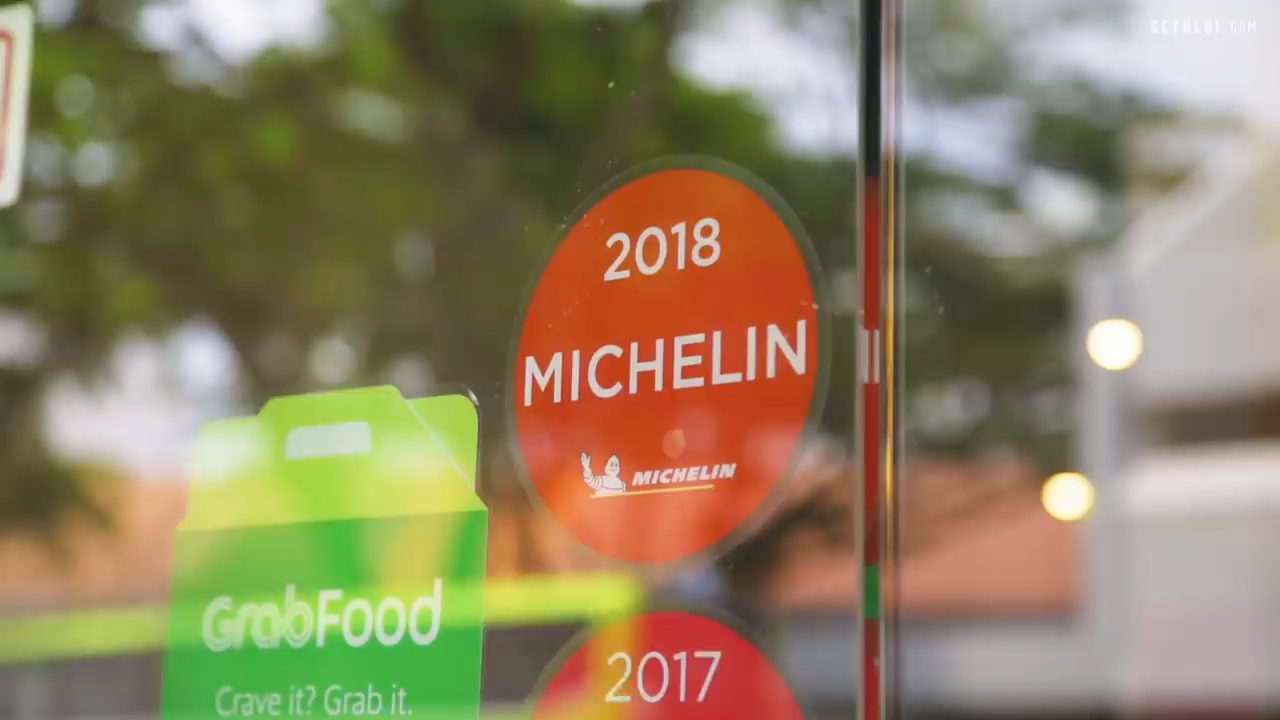 SETHLUI.COM
2018
MICHELIN
MICHELIN
GrabFood
Crave it? Grab it.
2017